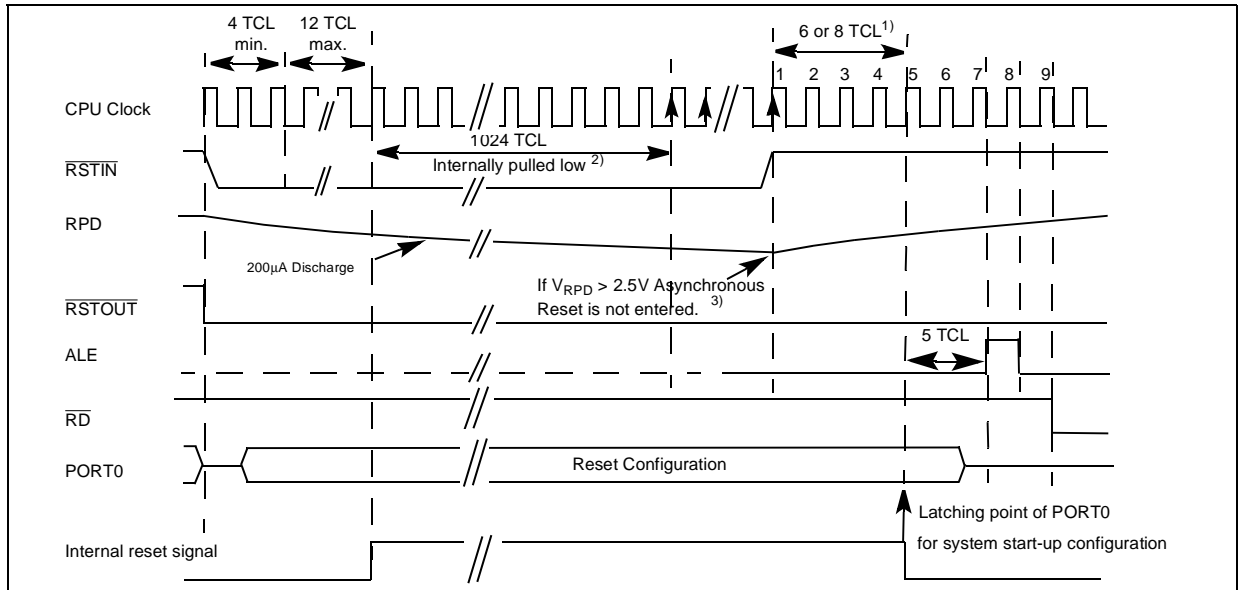 4 TCL
min.
12 TCL
max.
6 or 8 TCL1)
1 2 3 4 5 6 7 8 9
CPU Clock
1024 TCL
RSTIN
Internally pulled low 2)
RPD
200μA Discharge
If VRPD > 2.5V Asynchronous
Reset is not entered. 3)
RSTOUT
5 TCL
ALE
RD
PORT0
Reset Configuration
Latching point of PORT0
for system start-up configuration
Internal reset signal